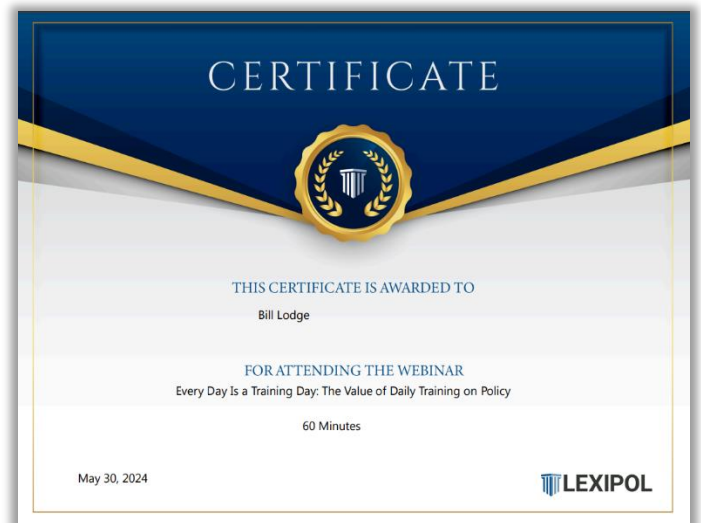 CERTIFICATE
THIS CERTIFICATE IS AWARDED TO
Bill Lodge
FOR ATTENDING THE WEBINAR
Every Day Is a Training Day: The Value of Daily Training on Policy
60 Minutes
May 30, 2024
LEXIPOL